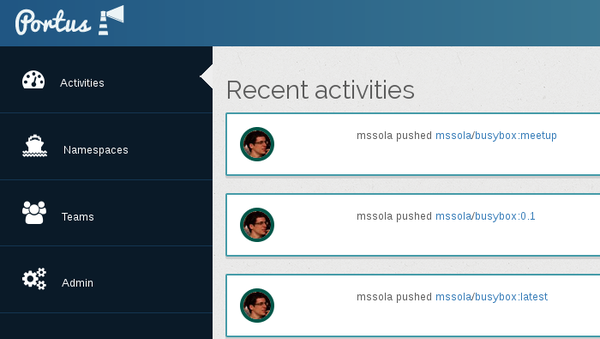 Portus
Activities
Namespaces
Teams
Admin
Recent activities
mssola pushed mssola/busybox:meetup
mssola pushed mssola/busybox:0.1
mssola pushed mssola/busybox:latest